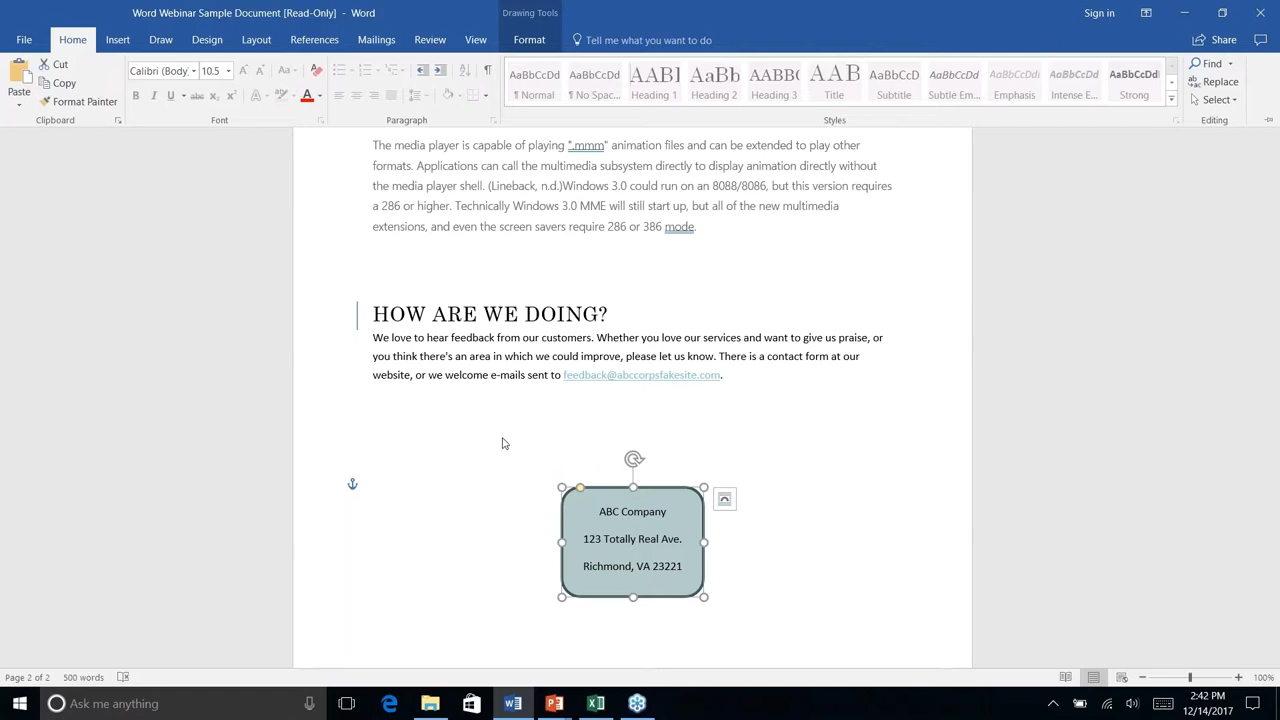 Word Webinar Sample Document [Read-Only] - Word
Drawing Tools
Sign in
File
Home
Insert
Draw
Design
Layout
References
Mailings
Review
View
Format
Tell me what you want to do
Share
Paste
Cut
Copy
Format Painter
Clipboard
Calibri (Body)
10.5
Font
Paragraph
AaBbCcDd
¶ Normal
AaBbCcDd
¶ No Spac...
AABI
Heading 1
AaBb
Heading 2
AABBC
Heading 3
AAB
Title
AaBbCcD
Subtitle
AaBbCcD
Subtle Em...
AaBbCcD
Emphasis
AaBbCcD
Intense E...
AaBbCcD
Strong
Styles
Find
Replace
Select
Editing
The media player is capable of playing ".mmm" animation files and can be extended to play other
formats. Applications can call the multimedia subsystem directly to display animation directly without
the media player shell. (Lineback, n.d.)Windows 3.0 could run on an 8088/8086, but this version requires
a 286 or higher. Technically Windows 3.0 MME will still start up, but all of the new multimedia
extensions, and even the screen savers require 286 or 386 mode.
HOW ARE WE DOING?
We love to hear feedback from our customers. Whether you love our services and want to give us praise, or
you think there's an area in which we could improve, please let us know. There is a contact form at our
website, or we welcome e-mails sent to feedback@abccorpsfakesite.com.
ABC Company
123 Totally Real Ave.
Richmond, VA 23221
Page 2 of 2
500 words
100%
Ask me anything
2:42 PM
12/14/2017